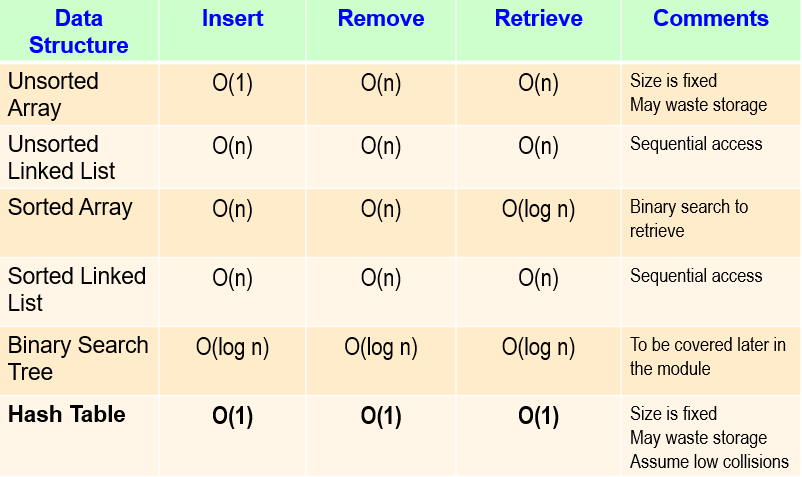 Data Structure Insert Remove Retrieve Comments
Unsorted Array O(1) O(n) O(n) Size is fixed May waste storage
Unsorted Linked List O(n) O(n) O(n) Sequential access
Sorted Array O(n) O(n) O(log n) Binary search to retrieve
Sorted Linked List O(n) O(n) O(n) Sequential access
Binary Search Tree O(log n) O(log n) O(log n) To be covered later in the module
Hash Table O(1) O(1) O(1) Size is fixed May waste storage Assume low collisions